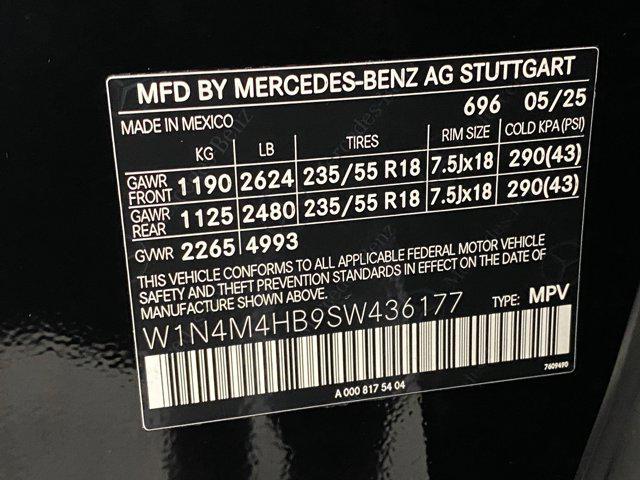 MFD BY MERCEDES-BENZ AG STUTTGART
696 05/25
MADE IN MEXICO
KG LB TIRES RIM SIZE COLD KPA(PSI)
GAWR FRONT 1190 2624 235/55 R18 7.5Jx18 290(43)
GAWR REAR 1125 2480 235/55 R18 7.5Jx18 290(43)
GVWR 2265 4993
THIS VEHICLE CONFORMS TO ALL APPLICABLE FEDERAL MOTOR VEHICLE
SAFETY AND THEFT PREVENTION STANDARDS IN EFFECT ON THE DATE OF
MANUFACTURE SHOWN ABOVE.
W1N4M4HB9SW436177 TYPE: MPV
A 000 817 54 04
7609490